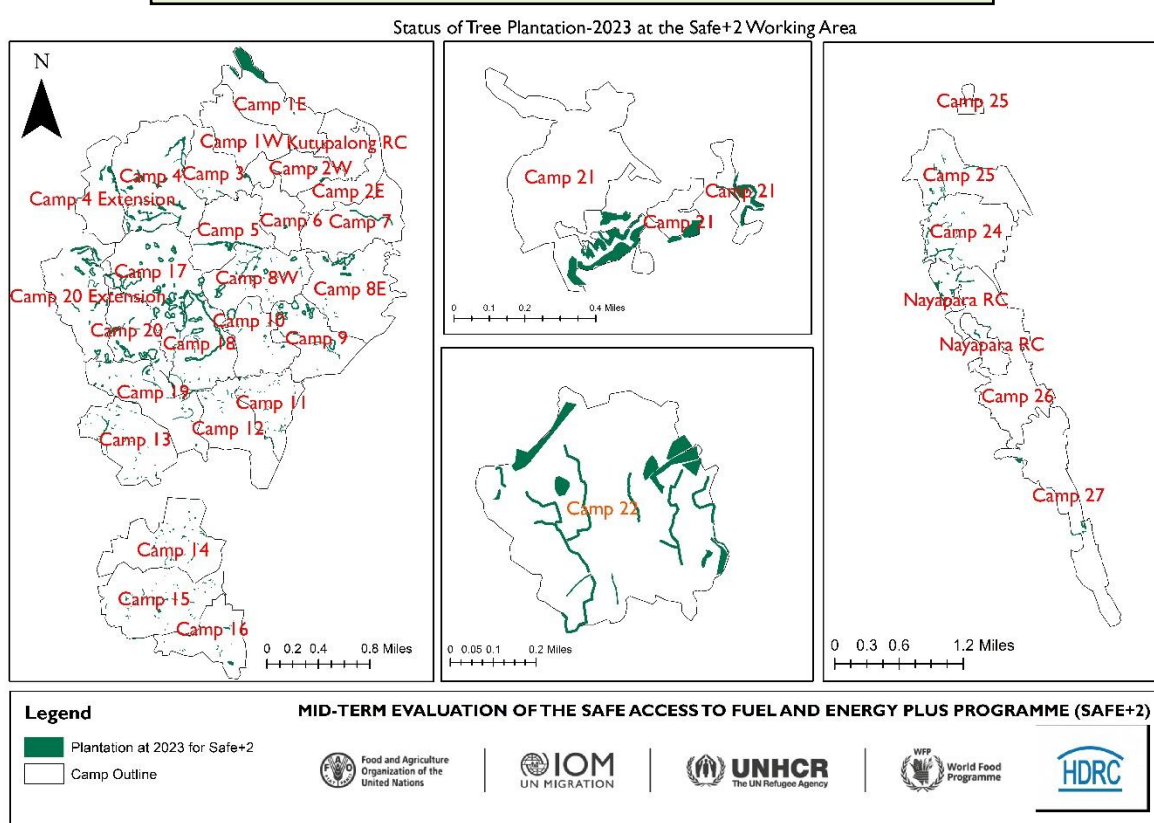 Status of Tree Plantation-2023 at the Safe+2 Working Area
N
Camp 1E
Camp 1W
Kutupalong RC
Camp 4
Camp 3
Camp 2W
Camp 2E
Camp 4 Extension
Camp 5
Camp 6
Camp 7
Camp 17
Camp 8W
Camp 8E
Camp 20 Extension
Camp 20
Camp 18
Camp 10
Camp 9
Camp 19
Camp 11
Camp 12
Camp 13
Camp 14
Camp 15
Camp 16
0 0.2 0.4 0.8 Miles
Camp 21
Camp 21
Camp 21
0 0.2 0.4 Miles
Camp 22
0 0.05 0.1 0.2 Miles
Camp 25
Camp 25
Camp 24
Nayapara RC
Nayapara RC
Camp 26
Camp 27
0 0.3 0.6 1.2 Miles
Legend
Plantation at 2023 for Safe+2
Camp Outline
MID-TERM EVALUATION OF THE SAFE ACCESS TO FUEL AND ENERGY PLUS PROGRAMME (SAFE+2)
FAO
Food and Agriculture
Organization of the
United Nations
IOM
UN MIGRATION
UNHCR
The UN Refugee Agency
WFP
World Food
Programme
HDRC